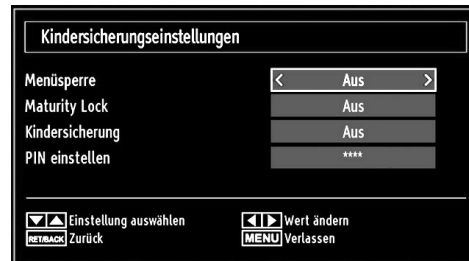 Kindersicherungseinstellungen
Menüsperre < Aus >
Maturity Lock Aus
Kindersicherung Aus
PIN einstellen ****
Einstellung auswählen Wert ändern
RET/BACK Zurück MENU Verlassen